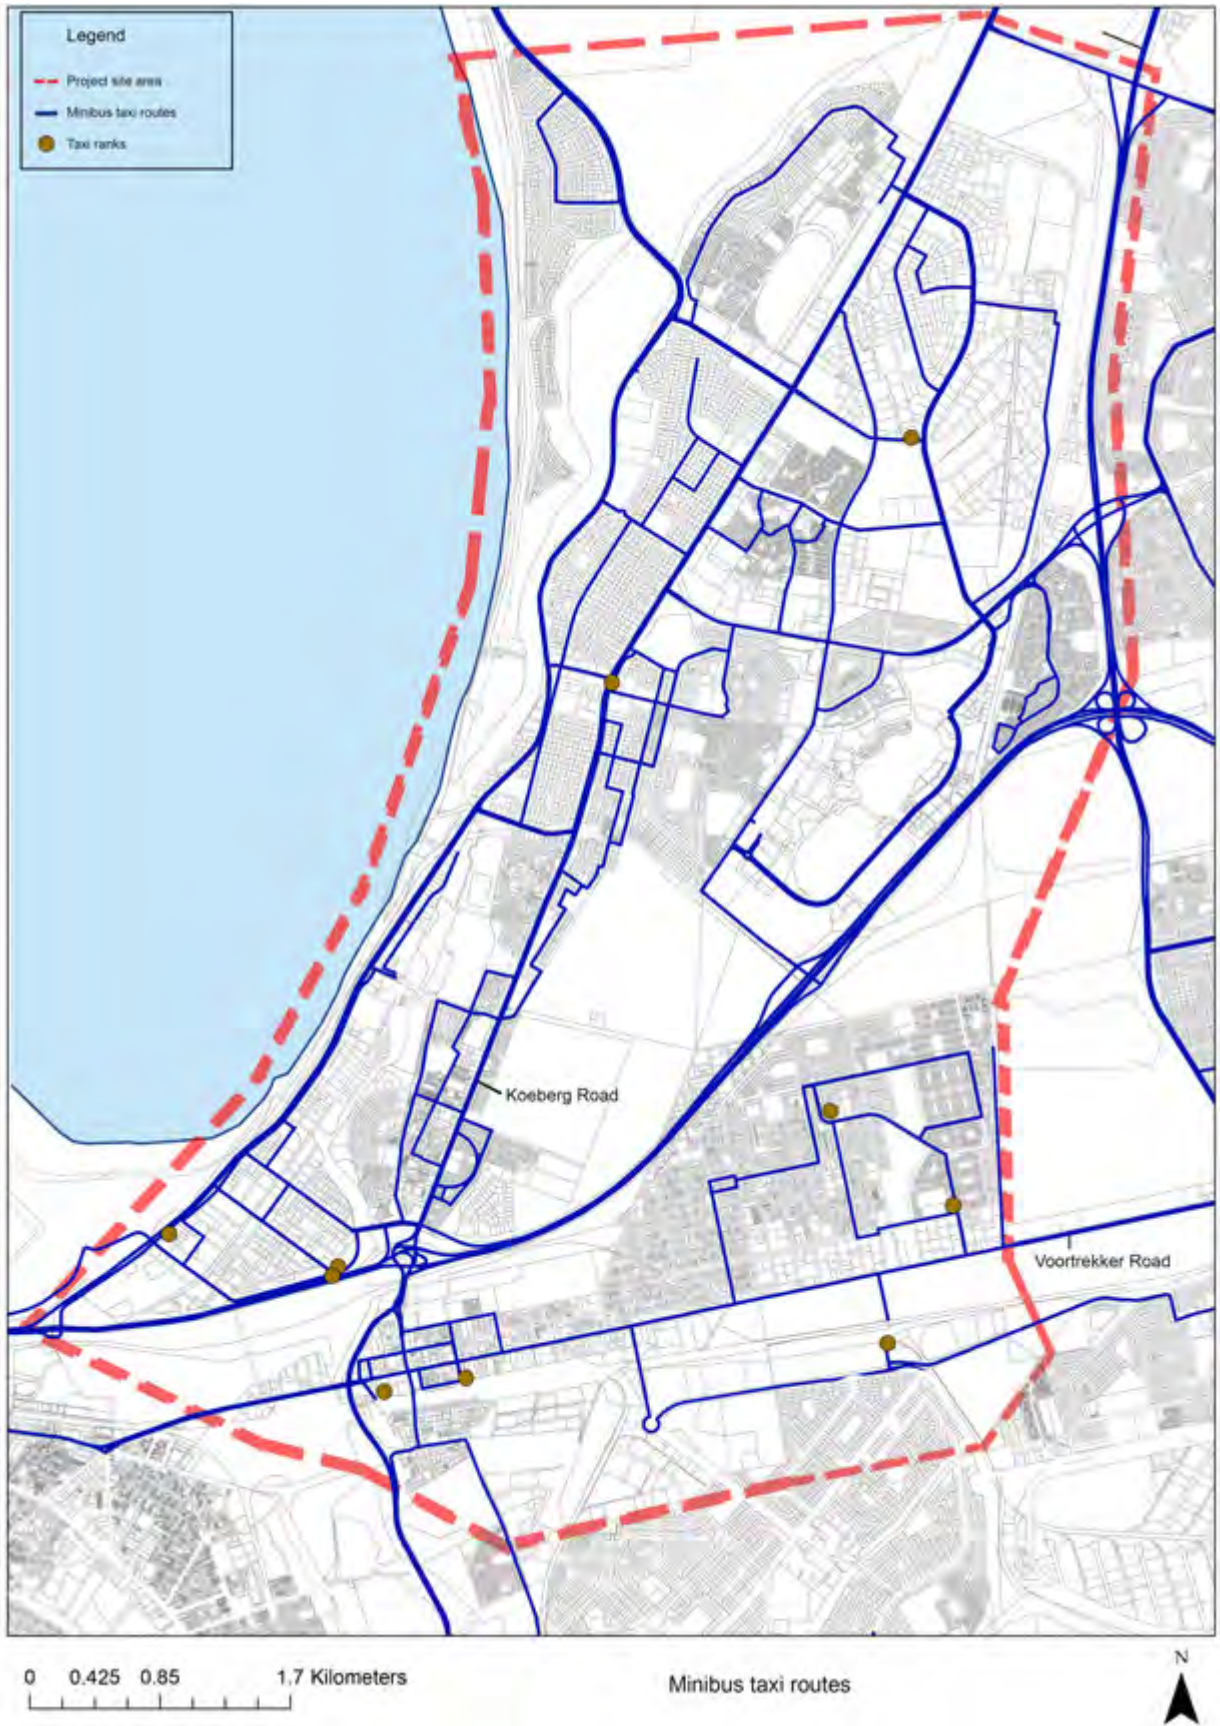 Legend
Project site area
Minibus taxi routes
Taxi ranks
Koeberg Road
Voortrekker Road
0 0.425 0.85 1.7 Kilometers
Minibus taxi routes
N